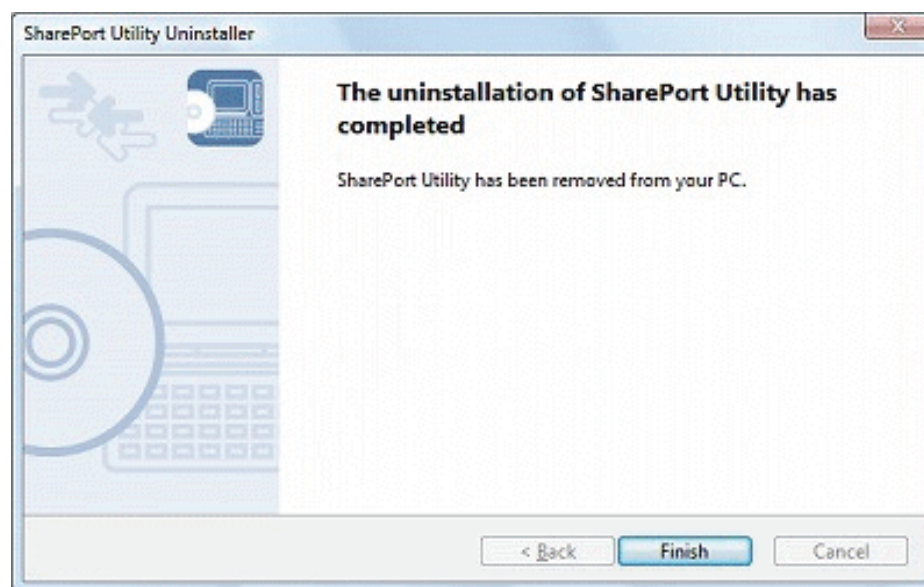 SharePort Utility Uninstaller
The uninstallation of SharePort Utility has
completed
SharePort Utility has been removed from your PC.
< Back Finish Cancel